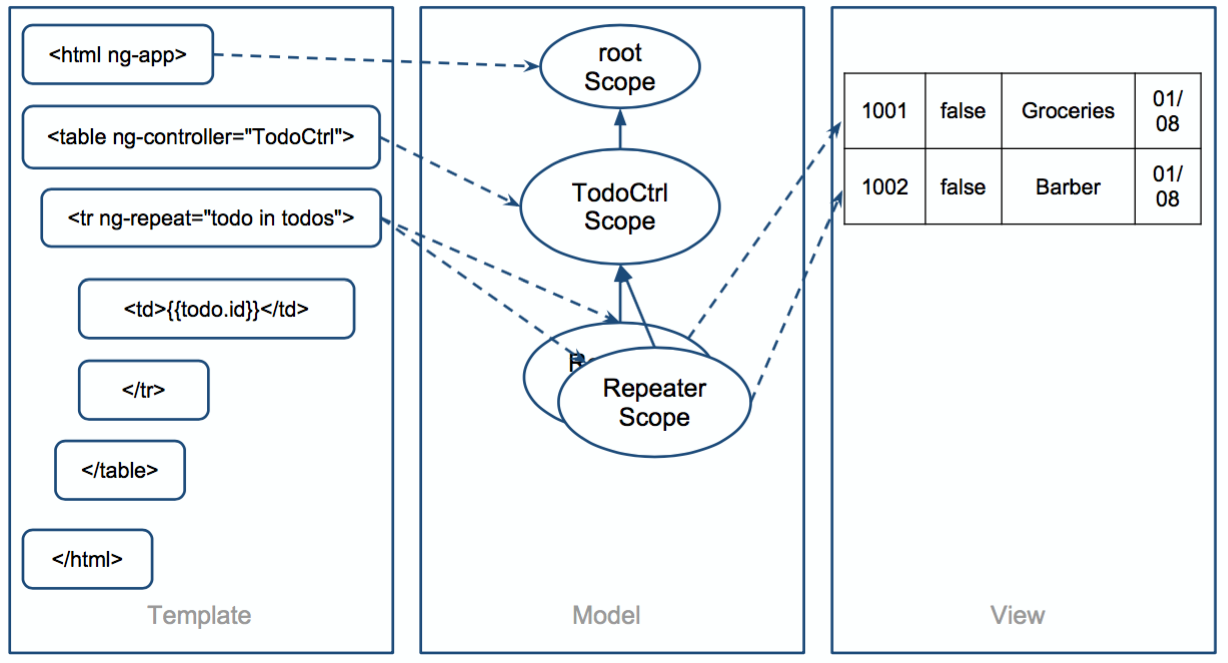 <html ng-app>
<table ng-controller="TodoCtrl">
<tr ng-repeat="todo in todos">
<td>{{todo.id}}</td>
</tr>
</table>
</html>
Template
root
Scope
TodoCtrl
Scope
Repeater
Scope
Model
1001 false Groceries 01/
08
1002 false Barber 01/
08
View